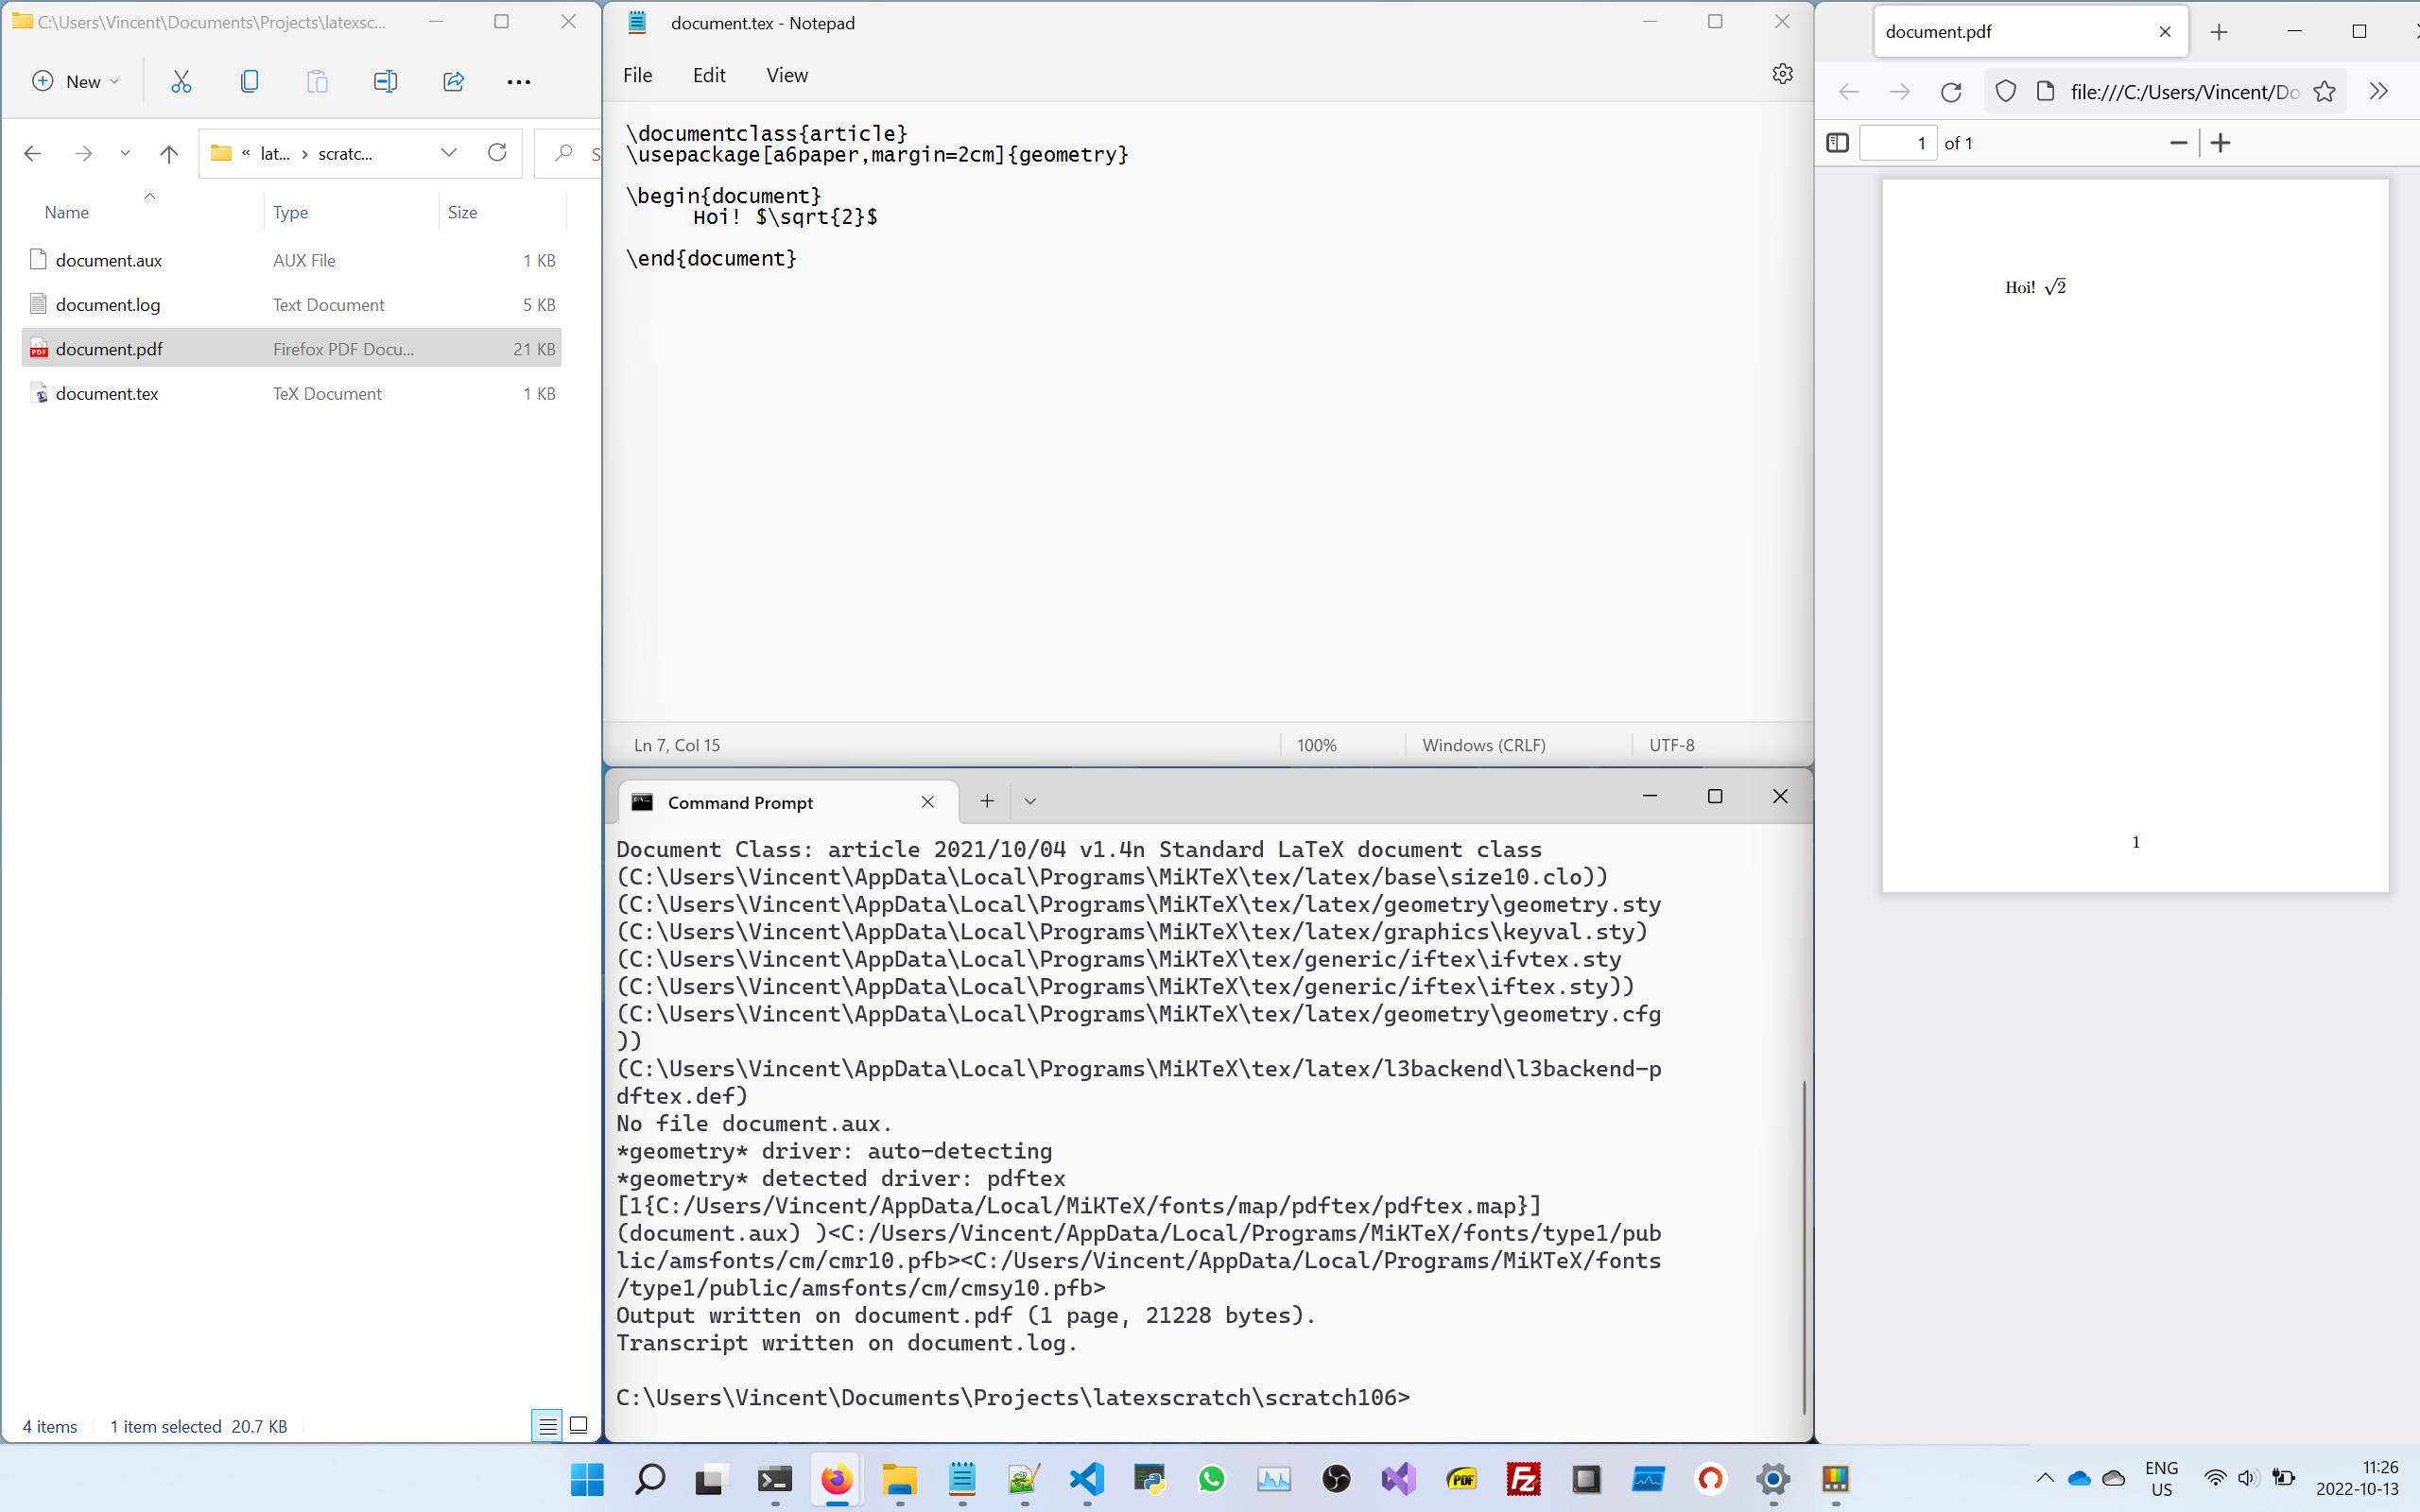 C:\Users\Vincent\Documents\Projects\latexsc...
New
« lat... › scratc...
S
Name Type Size
document.aux AUX File 1 KB
document.log Text Document 5 KB
document.pdf Firefox PDF Docu... 21 KB
document.tex TeX Document 1 KB
4 items 1 item selected 20.7 KB
document.tex - Notepad
File Edit View
\documentclass{article}
\usepackage[a6paper,margin=2cm]{geometry}
\begin{document}
Hoi! $\sqrt{2}$
\end{document}
Ln 7, Col 15 100% Windows (CRLF) UTF-8
Command Prompt
Document Class: article 2021/10/04 v1.4n Standard LaTeX document class
(C:\Users\Vincent\AppData\Local\Programs\MiKTeX\tex/latex/base\size10.clo))
(C:\Users\Vincent\AppData\Local\Programs\MiKTeX\tex/latex/geometry\geometry.sty
(C:\Users\Vincent\AppData\Local\Programs\MiKTeX\tex/latex/graphics\keyval.sty)
(C:\Users\Vincent\AppData\Local\Programs\MiKTeX\tex/generic/iftex\ifvtex.sty
(C:\Users\Vincent\AppData\Local\Programs\MiKTeX\tex/generic/iftex\iftex.sty))
(C:\Users\Vincent\AppData\Local\Programs\MiKTeX\tex/latex/geometry\geometry.cfg
))
(C:\Users\Vincent\AppData\Local\Programs\MiKTeX\tex/latex/l3backend\l3backend-p
dftex.def)
No file document.aux.
*geometry* driver: auto-detecting
*geometry* detected driver: pdftex
[1{C:/Users/Vincent/AppData/Local/MiKTeX/fonts/map/pdftex/pdftex.map}]
(document.aux) )<C:/Users/Vincent/AppData/Local/Programs/MiKTeX/fonts/type1/pub
lic/amsfonts/cm/cmr10.pfb><C:/Users/Vincent/AppData/Local/Programs/MiKTeX/fonts
/type1/public/amsfonts/cm/cmsy10.pfb>
Output written on document.pdf (1 page, 21228 bytes).
Transcript written on document.log.
C:\Users\Vincent\Documents\Projects\latexscratch\scratch106>
document.pdf
file:///C:/Users/Vincent/Do
1 of 1
Hoi! √2
1
PDF
Fz
ENG
US
11:26
2022-10-13